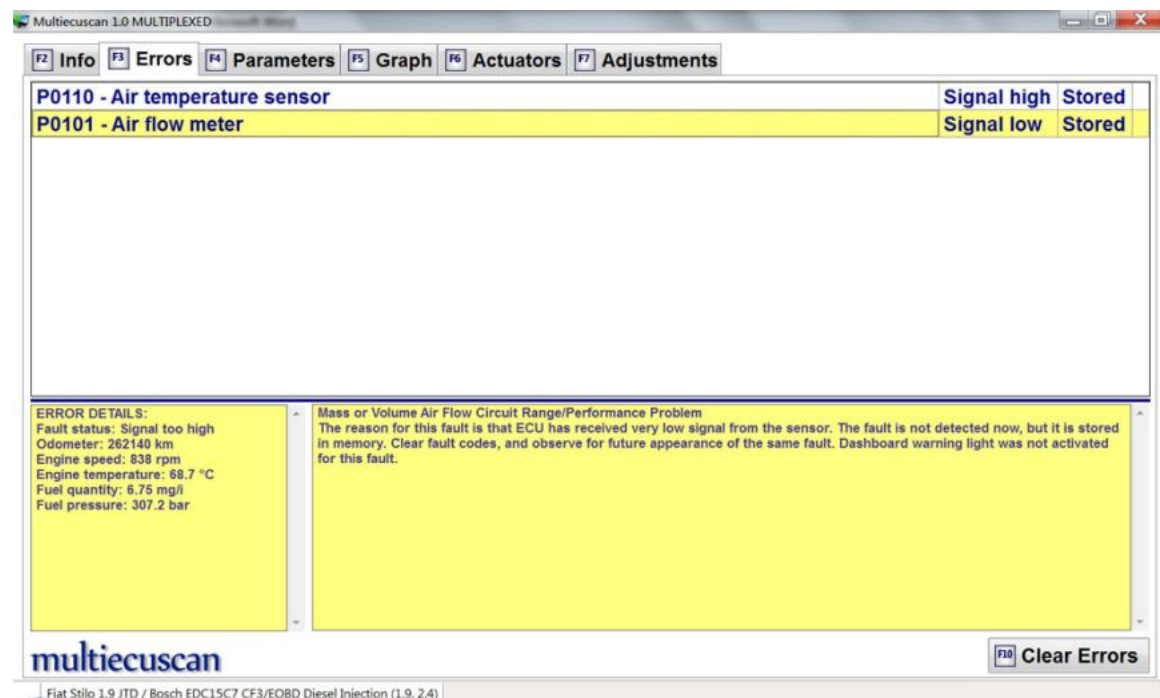 Multiecuscan 1.0 MULTIPLEXED
F2 Info F3 Errors F4 Parameters F5 Graph F6 Actuators F7 Adjustments
P0110 - Air temperature sensor Signal high Stored
P0101 - Air flow meter Signal low Stored
ERROR DETAILS:
Fault status: Signal too high
Odometer: 262140 km
Engine speed: 838 rpm
Engine temperature: 68.7 °C
Fuel quantity: 6.75 mg/i
Fuel pressure: 307.2 bar
Mass or Volume Air Flow Circuit Range/Performance Problem
The reason for this fault is that ECU has received very low signal from the sensor. The fault is not detected now, but it is stored
in memory. Clear fault codes, and observe for future appearance of the same fault. Dashboard warning light was not activated
for this fault.
multiecuscan
F10 Clear Errors
Fiat Stilo 1.9 JTD / Bosch EDC15C7 CF3/EOBD Diesel Injection (1.9, 2.4)